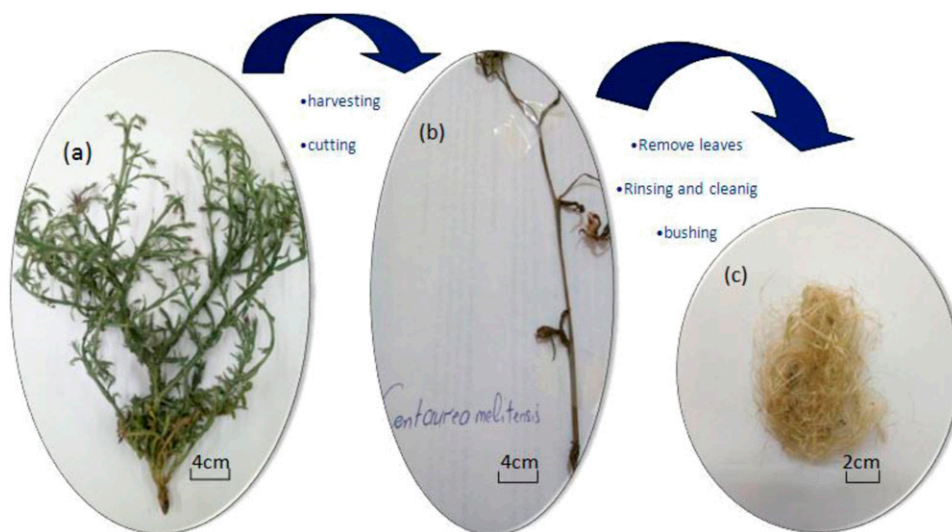 (a)
•harvesting
•cutting
(b)
•Remove leaves
•Rinsing and cleanig
•bushing
(c)
Centaurea melitensis
4cm
4cm
2cm